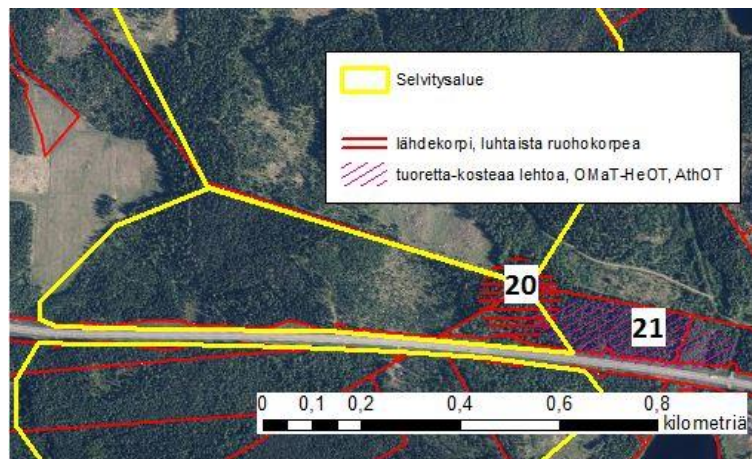 Selvitysalue
lähdekorpi, luhtaista ruohokorpea
tuoretta-kosteaa lehtoa, OMaT-HeOT, AthOT
20
21
0 0,1 0,2 0,4 0,6 0,8
kilometriä